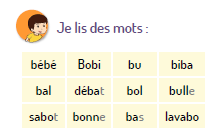 Je lis des mots :
bébé Bobi bu biba
bal débat bol bulle
sabot bonne bas lavabo